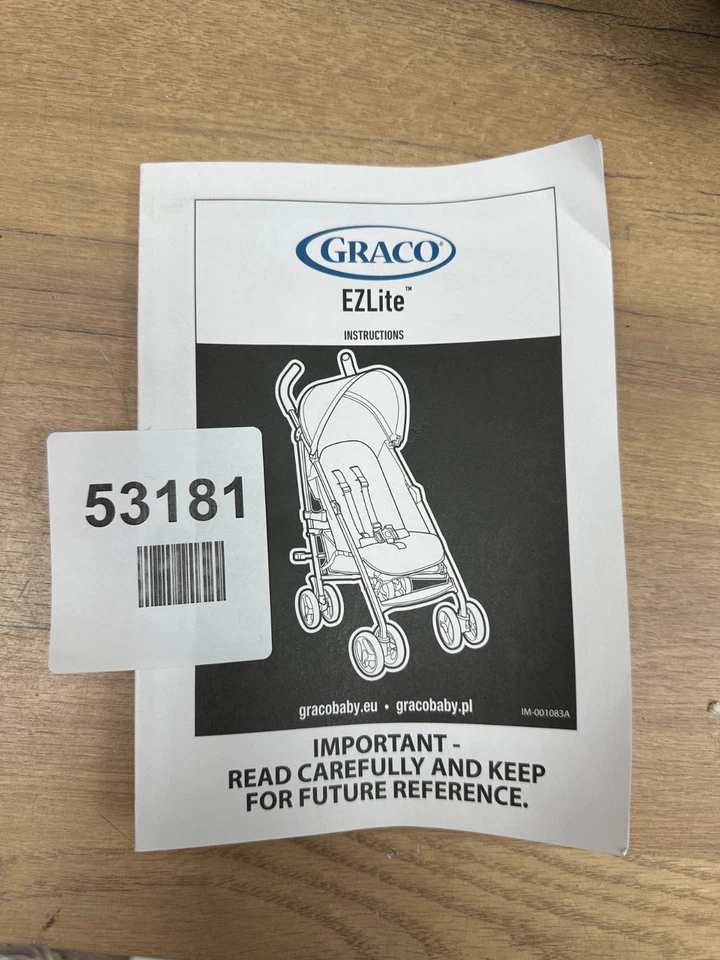 GRACO®
EZLite™
INSTRUCTIONS
53181
gracobaby.eu • gracobaby.pl
IM-001083A
IMPORTANT -
READ CAREFULLY AND KEEP
FOR FUTURE REFERENCE.